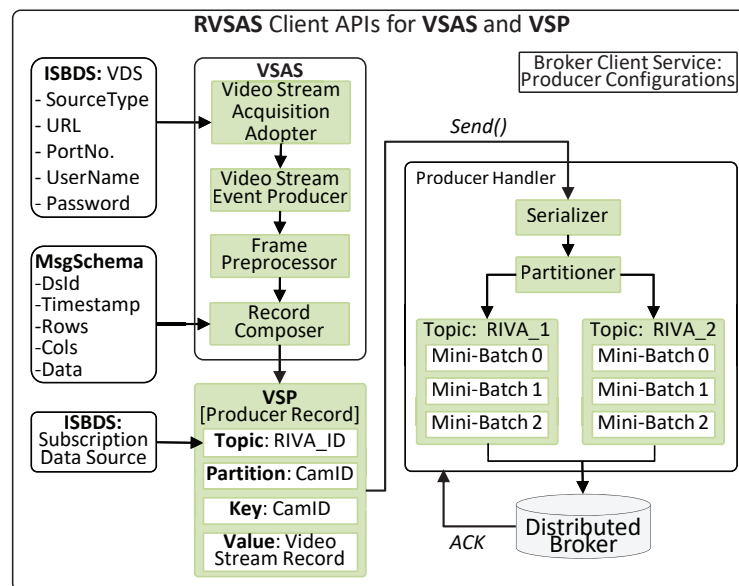 RVSAS Client APIs for VSAS and VSP
ISBDS: VDS
- SourceType
- URL
- PortNo.
- UserName
- Password
MsgSchema
-DsId
-Timestamp
-Rows
-Cols
-Data
ISBDS:
Subscription
Data Source
VSAS
Video Stream
Acquisition
Adopter
Video Stream
Event Producer
Frame
Preprocessor
Record
Composer
VSP
[Producer Record]
Topic: RIVA_ID
Partition: CamID
Key: CamID
Value: Video
Stream Record
Broker Client Service:
Producer Configurations
Send()
Producer Handler
Serializer
Partitioner
Topic: RIVA_1
Mini-Batch 0
Mini-Batch 1
Mini-Batch 2
Topic: RIVA_2
Mini-Batch 0
Mini-Batch 1
Mini-Batch 2
ACK
Distributed
Broker